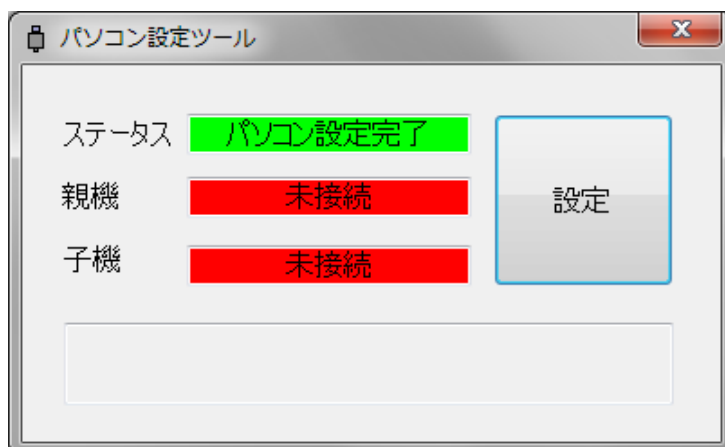 パソコン設定ツール
ステータス
パソコン設定完了
親機
未接続
設定
子機
未接続